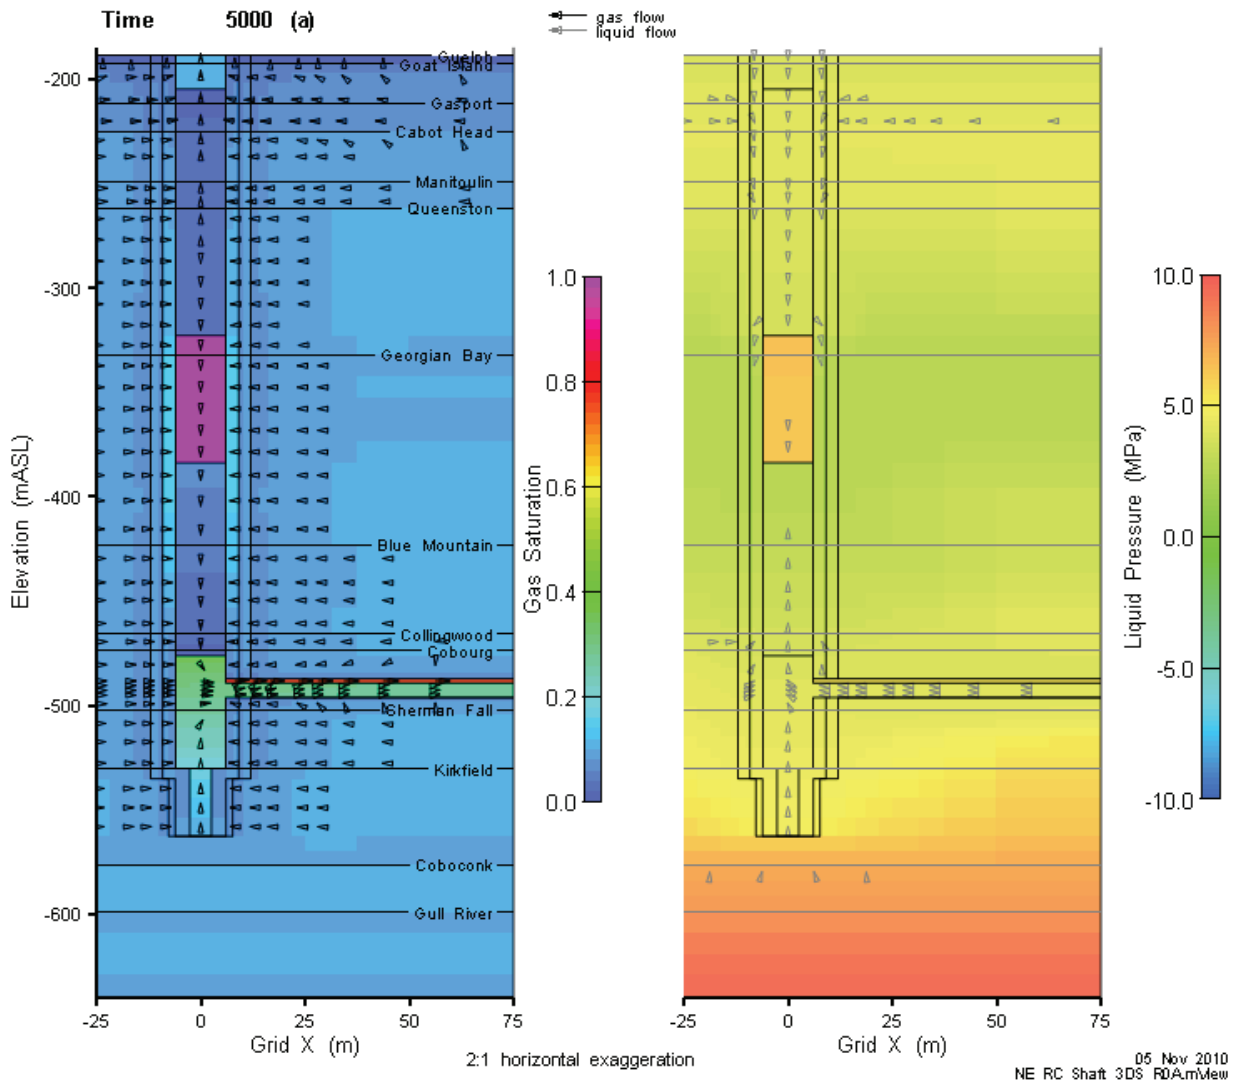 Time 5000 (a)
gas flow
liquid flow
Guelph
Goat Island
Gasport
Cabot Head
Manitoulin
Queenston
Georgian Bay
Blue Mountain
Collingwood
Cobourg
Sherman Fall
Kirkfield
Coboconk
Gull River
-200
-300
-400
-500
-600
Elevation (mASL)
-25 0 25 50 75
Grid X (m)
1.0
0.8
0.6
0.4
0.2
0.0
Gas Saturation
-25 0 25 50 75
Grid X (m)
10.0
5.0
0.0
-5.0
-10.0
Liquid Pressure (MPa)
2:1 horizontal exaggeration
05 Nov 2010
NE RC Shaft 3DS R0A.mView